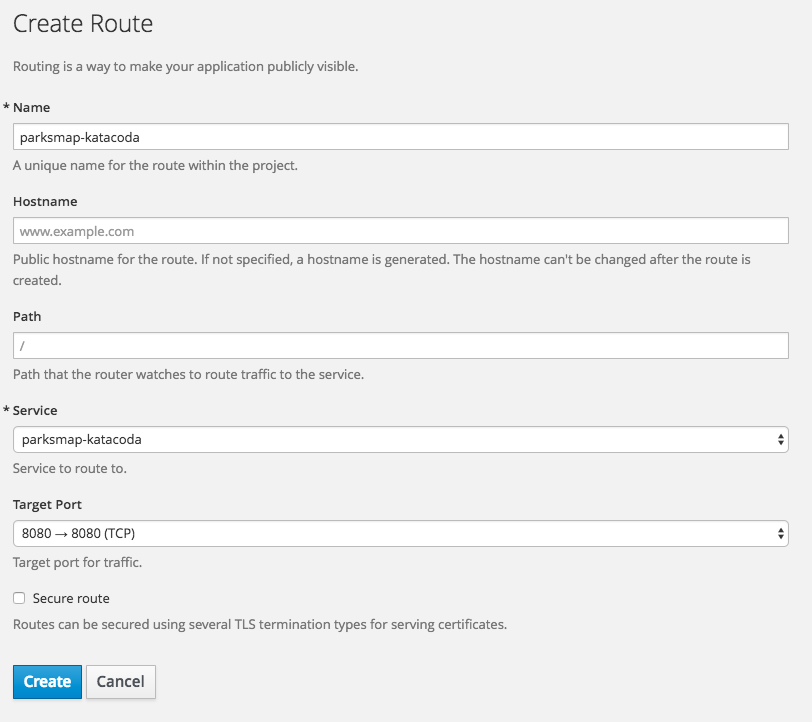 Create Route
Routing is a way to make your application publicly visible.
* Name
parksmap-katacoda
A unique name for the route within the project.
Hostname
www.example.com
Public hostname for the route. If not specified, a hostname is generated. The hostname can't be changed after the route is
created.
Path
/
Path that the router watches to route traffic to the service.
* Service
parksmap-katacoda
Service to route to.
Target Port
8080 → 8080 (TCP)
Target port for traffic.
Secure route
Routes can be secured using several TLS termination types for serving certificates.
Create Cancel